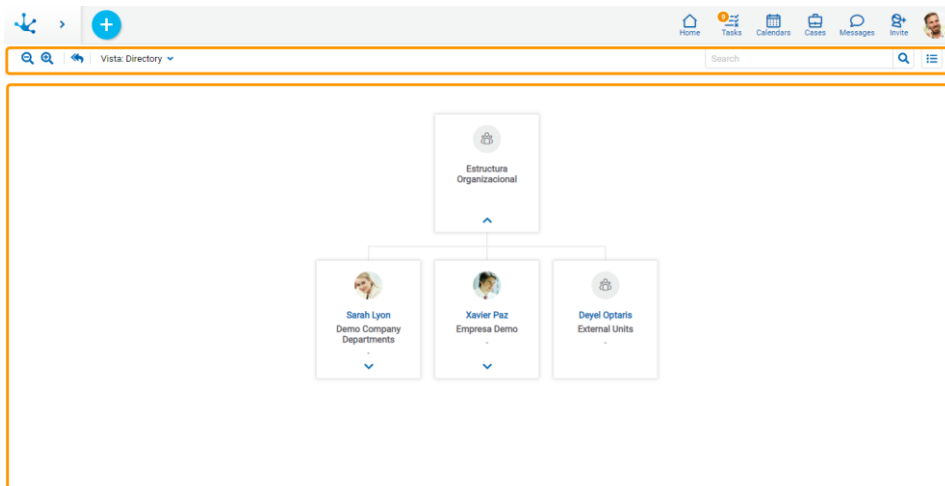 9
Home Tasks Calendars Cases Messages Invite
Vista: Directory Search
Estructura
Organizacional
Sarah Lyon Xavier Paz Deyel Optaris
Demo Company Empresa Demo External Units
Departments - -
-